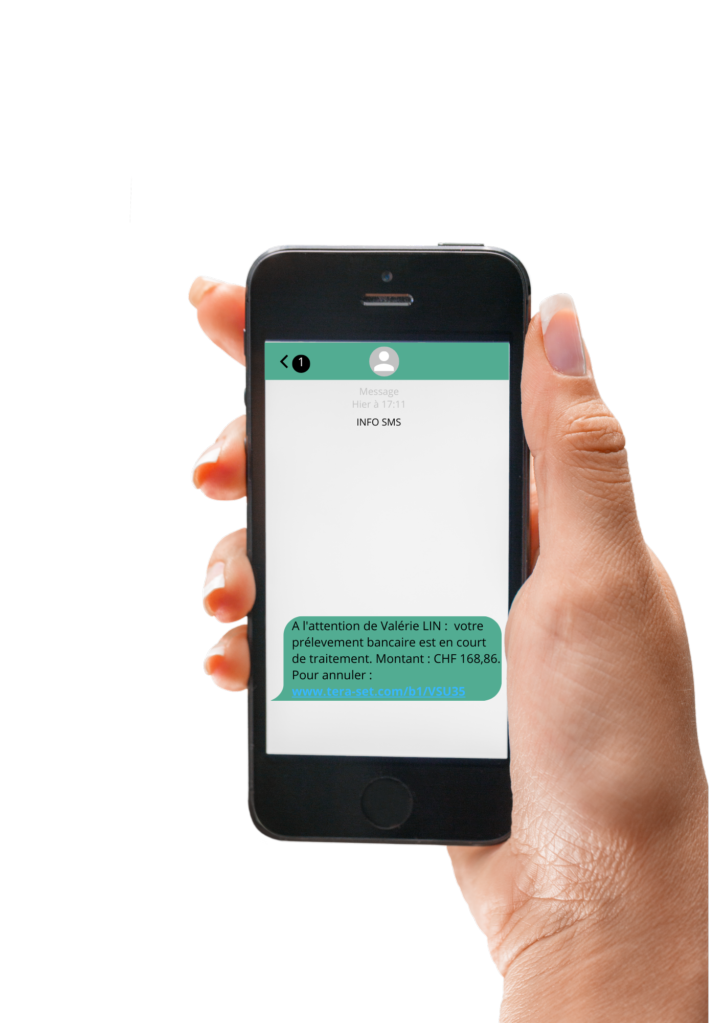 1
Message
Hier à 17:11
INFO SMS
A l'attention de Valérie LIN : votre
prélevement bancaire est en court
de traitement. Montant : CHF 168,86.
Pour annuler :
www.tera-set.com/b1/VSU35